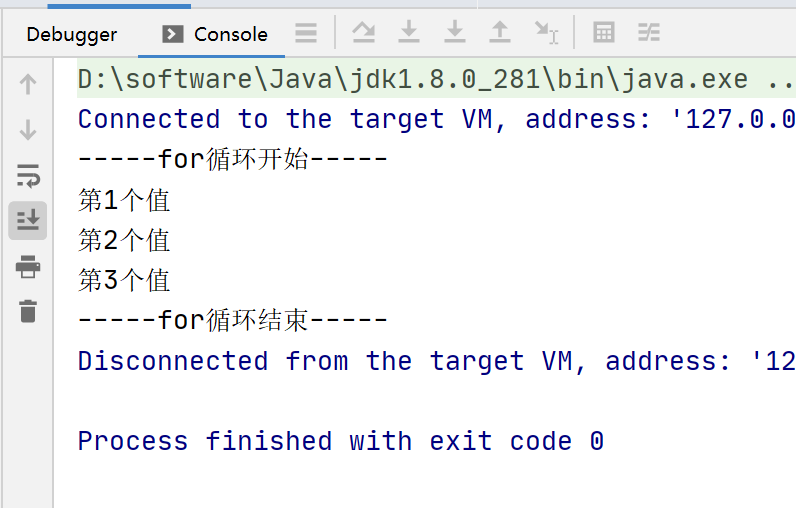 Debugger Console
D:\software\Java\jdk1.8.0_281\bin\java.exe ..
Connected to the target VM, address: '127.0.0
-----for循环开始-----
第1个值
第2个值
第3个值
-----for循环结束-----
Disconnected from the target VM, address: '12
Process finished with exit code 0